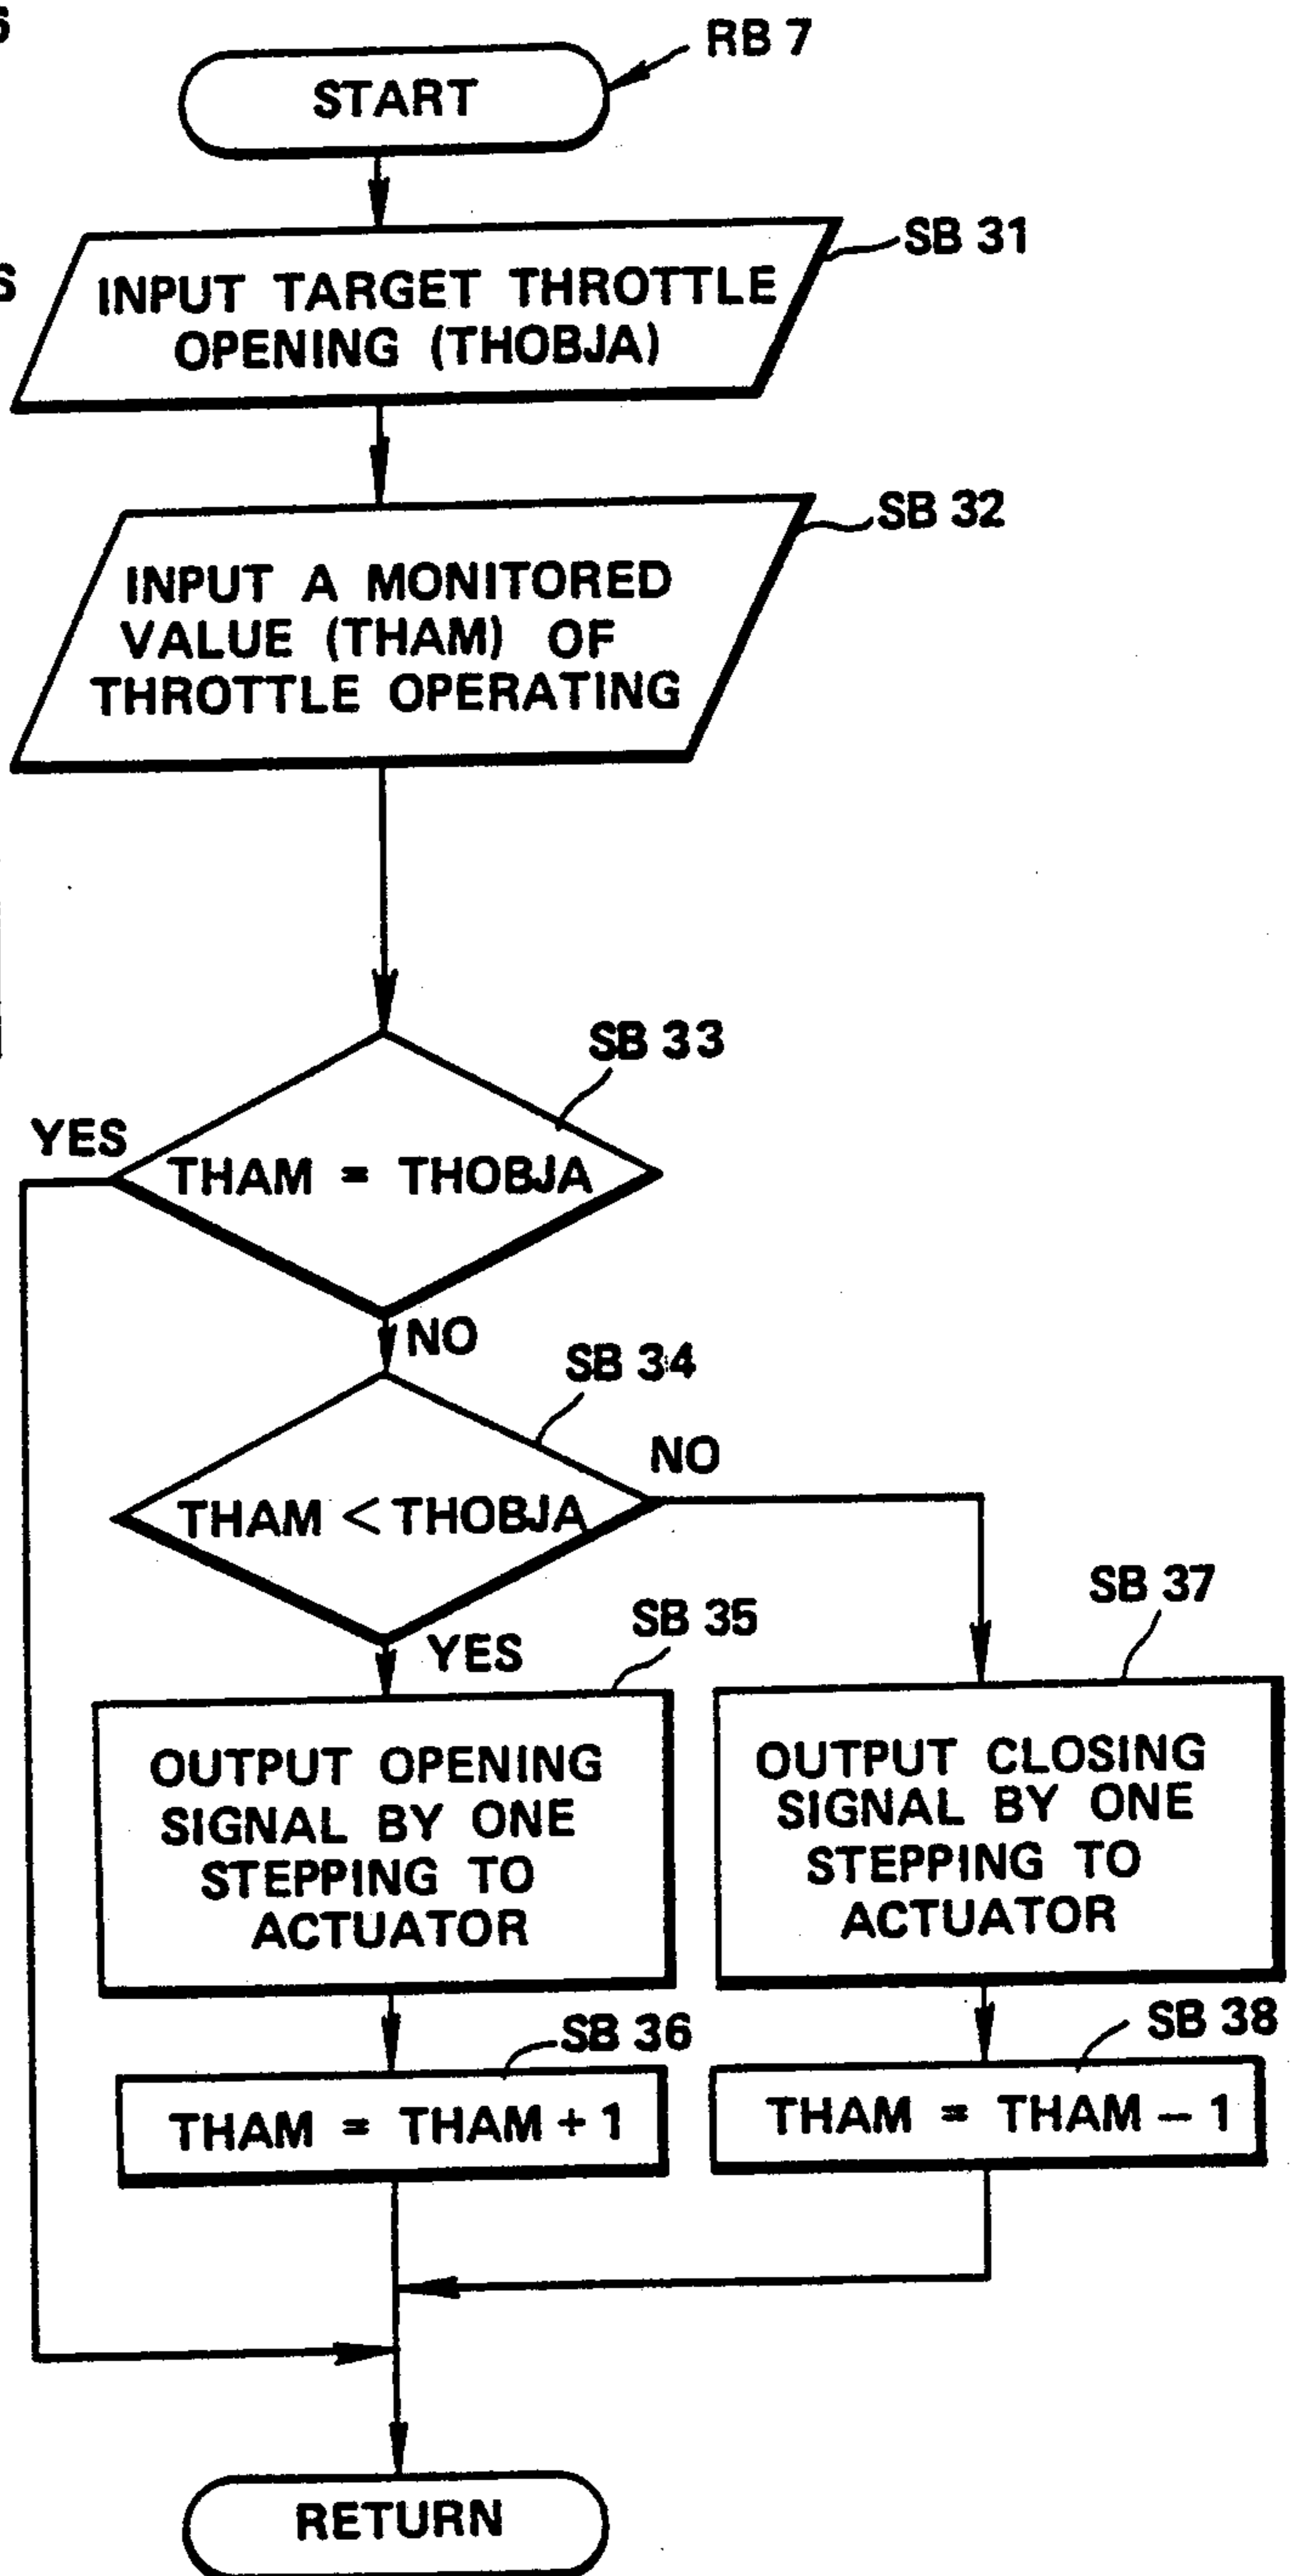 RB 7
START
SB 31
INPUT TARGET THROTTLE
OPENING (THOBJA)
SB 32
INPUT A MONITORED
VALUE (THAM) OF
THROTTLE OPERATING
SB 33
YES
THAM = THOBJA
NO
SB 34
NO
THAM < THOBJA
YES
SB 35
SB 37
OUTPUT OPENING
SIGNAL BY ONE
STEPPING TO
ACTUATOR
OUTPUT CLOSING
SIGNAL BY ONE
STEPPING TO
ACTUATOR
SB 36
SB 38
THAM = THAM + 1
THAM = THAM - 1
RETURN